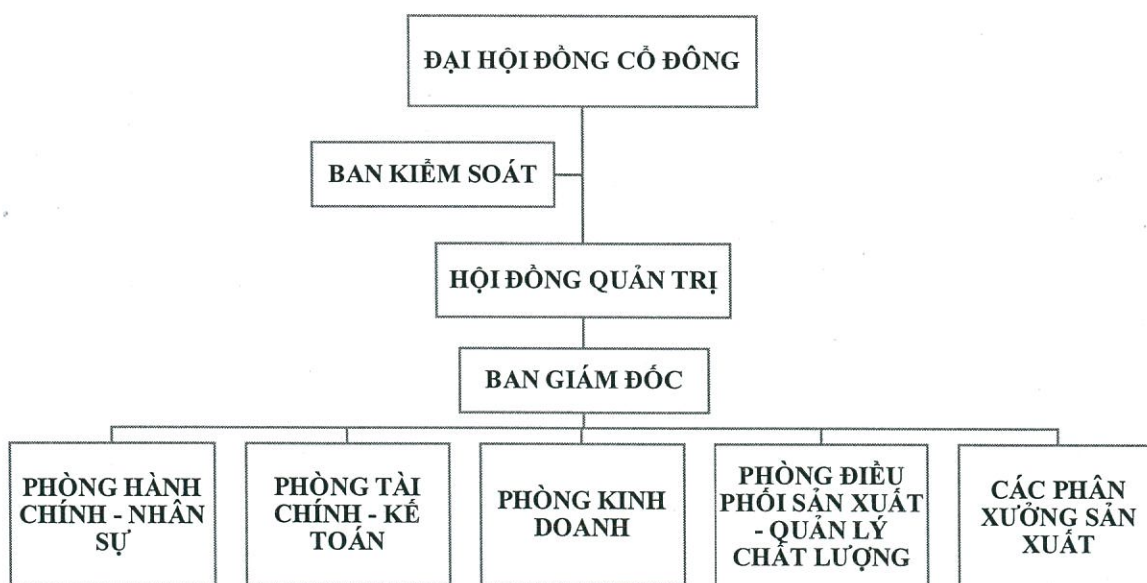 ĐẠI HỘI ĐỒNG CỔ ĐÔNG
BAN KIỂM SOÁT
HỘI ĐỒNG QUẢN TRỊ
BAN GIÁM ĐỐC
PHÒNG HÀNH
CHÍNH - NHÂN
SỰ
PHÒNG TÀI
CHÍNH - KẾ
TOÁN
PHÒNG KINH
DOANH
PHÒNG ĐIỀU
PHỐI SẢN XUẤT
- QUẢN LÝ
CHẤT LƯỢNG
CÁC PHÂN
XƯỞNG SẢN
XUẤT